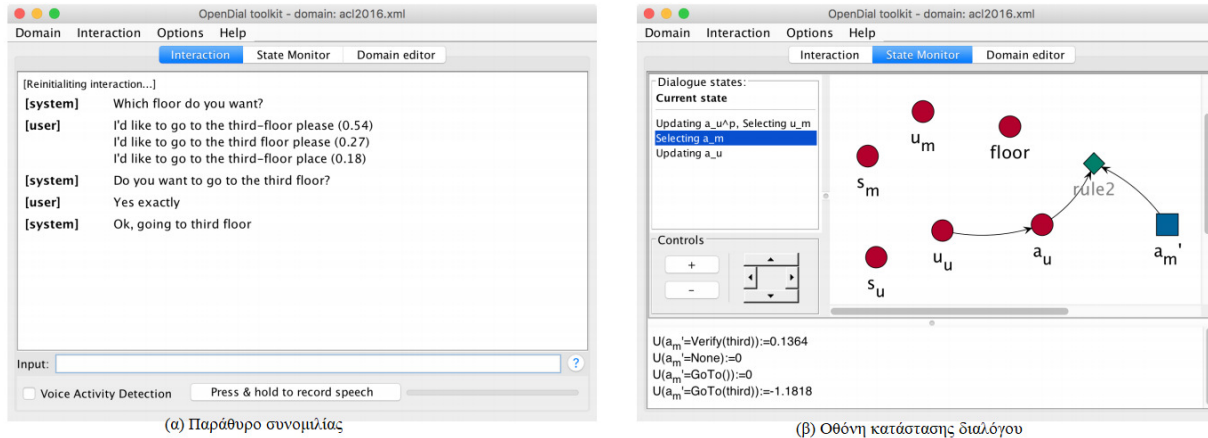 OpenDial toolkit - domain: acl2016.xml
Domain Interaction Options Help
Interaction State Monitor Domain editor
[Reinitialiting interaction...]
[system] Which floor do you want?
[user] I'd like to go to the third-floor please (0.54)
I'd like to go to the third floor please (0.27)
I'd like to go to the third-floor place (0.18)
[system] Do you want to go to the third floor?
[user] Yes exactly
[system] Ok, going to third floor
Input:
?
Voice Activity Detection Press & hold to record speech
(α) Παράθυρο συνομιλίας
OpenDial toolkit - domain: acl2016.xml
Domain Interaction Options Help
Interaction State Monitor Domain editor
Dialogue states:
Current state
Updating a_u^p, Selecting u_m
Selecting a_m
Updating a_u
Controls
+
-
u_m
floor
s_m
rule2
u_u
a_u
a_m'
s_u
U(a_m'=Verify(third)):=0.1364
U(a_m'=None):=0
U(a_m'=GoTo()):=0
U(a_m'=GoTo(third)):=-1.1818
(β) Οθόνη κατάστασης διαλόγου